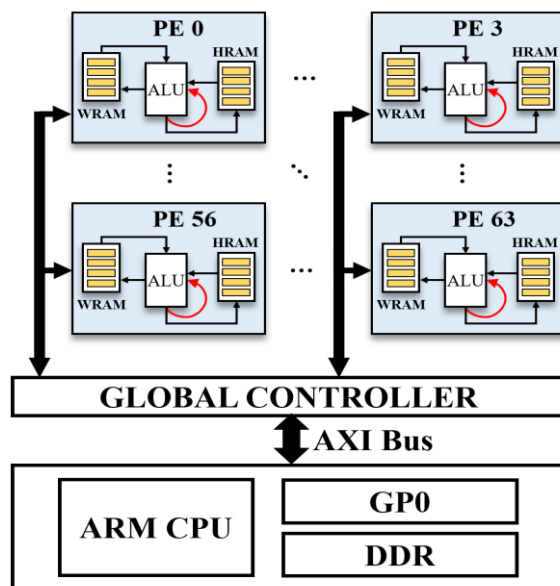 PE 0
HRAM
ALU
WRAM
...
PE 3
HRAM
ALU
WRAM
PE 56
HRAM
ALU
WRAM
...
PE 63
HRAM
ALU
WRAM
GLOBAL CONTROLLER
AXI Bus
ARM CPU
GP0
DDR